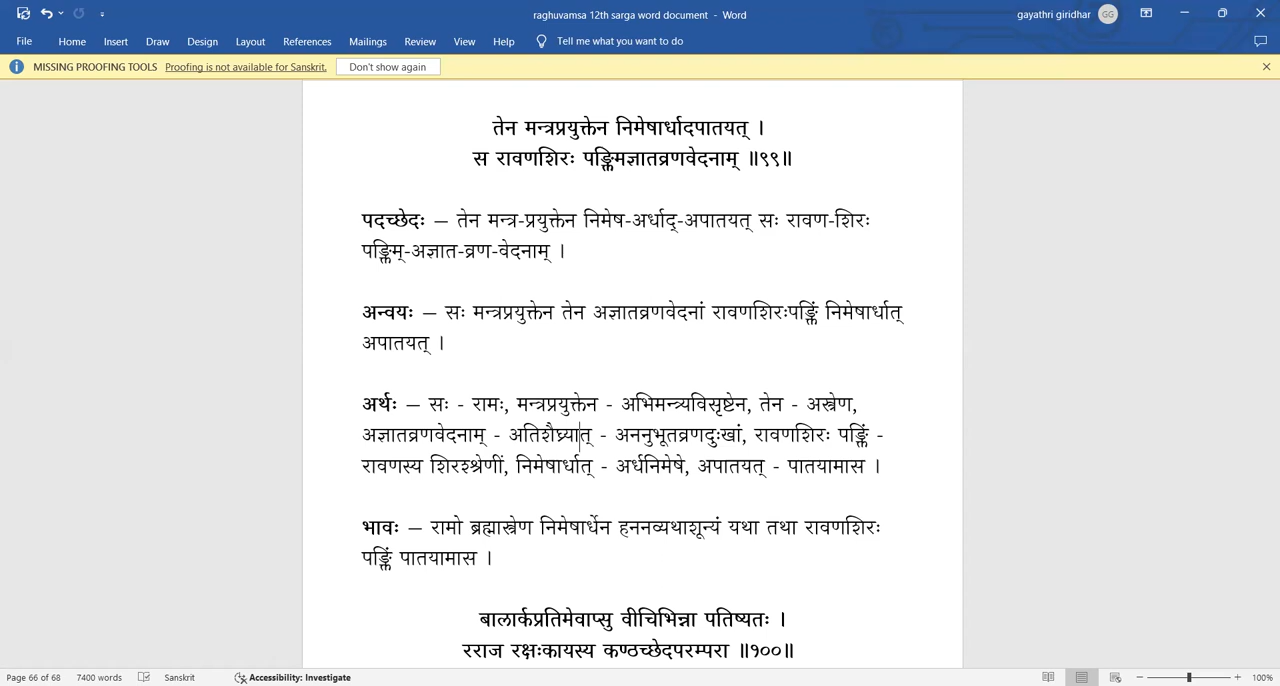 raghuvamsa 12th sarga word document - Word
gayathri giridhar GG
File Home Insert Draw Design Layout References Mailings Review View Help Tell me what you want to do
MISSING PROOFING TOOLS Proofing is not available for Sanskrit. Don't show again
तेन मन्त्रप्रयुक्तेन निमेषार्धादपातयत् ।
स रावणशिरः पङ्क्तिमज्ञातव्रणवेदनाम् ॥९९॥
पदच्छेदः – तेन मन्त्र-प्रयुक्तेन निमेष-अर्धाद्-अपातयत् सः रावण-शिरः
पङ्क्तिम्-अज्ञात-व्रण-वेदनाम् ।
अन्वयः – सः मन्त्रप्रयुक्तेन तेन अज्ञातव्रणवेदनां रावणशिरःपङ्क्तिं निमेषार्धात्
अपातयत् ।
अर्थः – सः - रामः, मन्त्रप्रयुक्तेन - अभिमन्त्र्यविसृष्टेन, तेन - अस्त्रेण,
अज्ञातव्रणवेदनाम् - अतिशैघ्र्यात् - अननुभूतव्रणदुःखां, रावणशिरः पङ्क्तिं -
रावणस्य शिरश्श्रेणीं, निमेषार्धात् - अर्धनिमेषे, अपातयत् - पातयामास ।
भावः – रामो ब्रह्मास्त्रेण निमेषार्धेन हननव्यथाशून्यं यथा तथा रावणशिरः
पङ्क्तिं पातयामास ।
बालार्कप्रतिमेवाप्सु वीचिभिन्ना पतिष्यतः ।
रराज रक्षःकायस्य कण्ठच्छेदपरम्परा ॥१००॥
Page 66 of 68 7400 words Sanskrit Accessibility: Investigate 100%